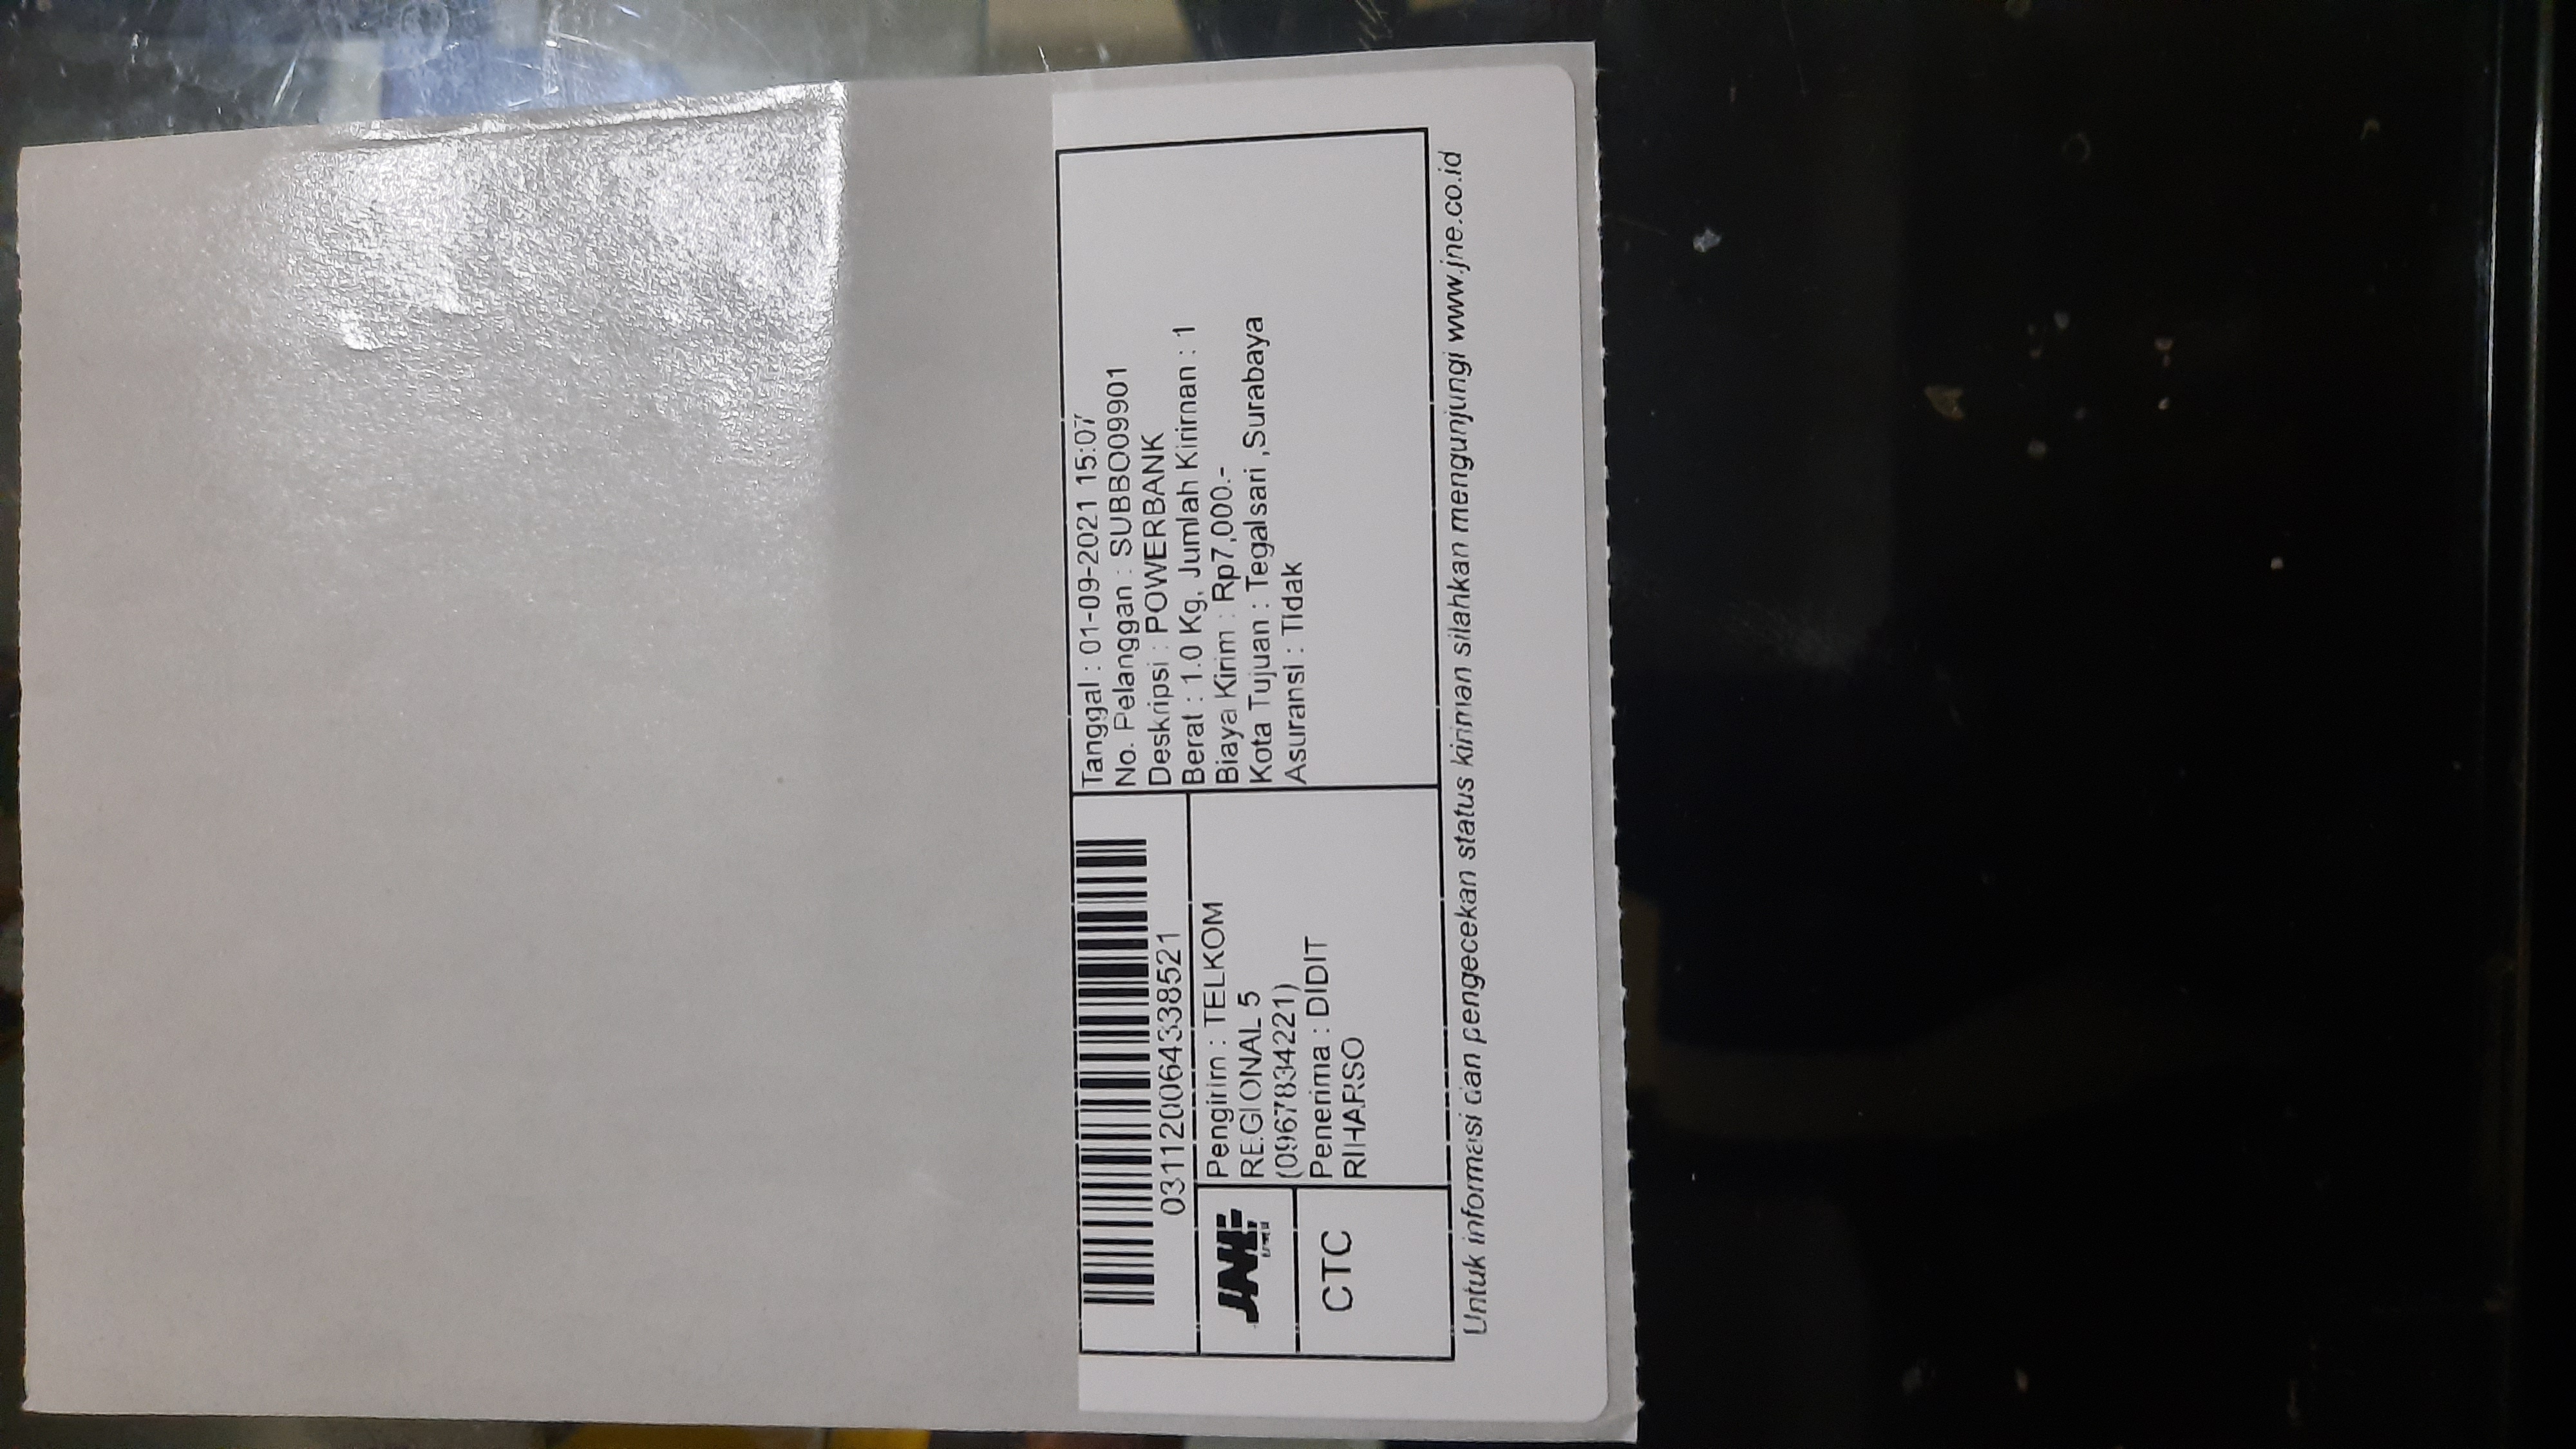 031120064338521
JNE
CTC
Pengirim : TELKOM
REGIONAL 5
(0967834221)
Penerima : DIDIT
RIHARSO
Tanggal : 01-09-2021 15:07
No. Pelanggan : SUBBO09901
Deskripsi : POWERBANK
Berat : 1.0 Kg, Jumlah Kiriman : 1
Biaya Kirim : Rp7,000.-
Kota Tujuan : Tegalsari ,Surabaya
Asuransi : Tidak
Untuk informasi dan pengecekan status kiriman silahkan mengunjungi www.jne.co.id